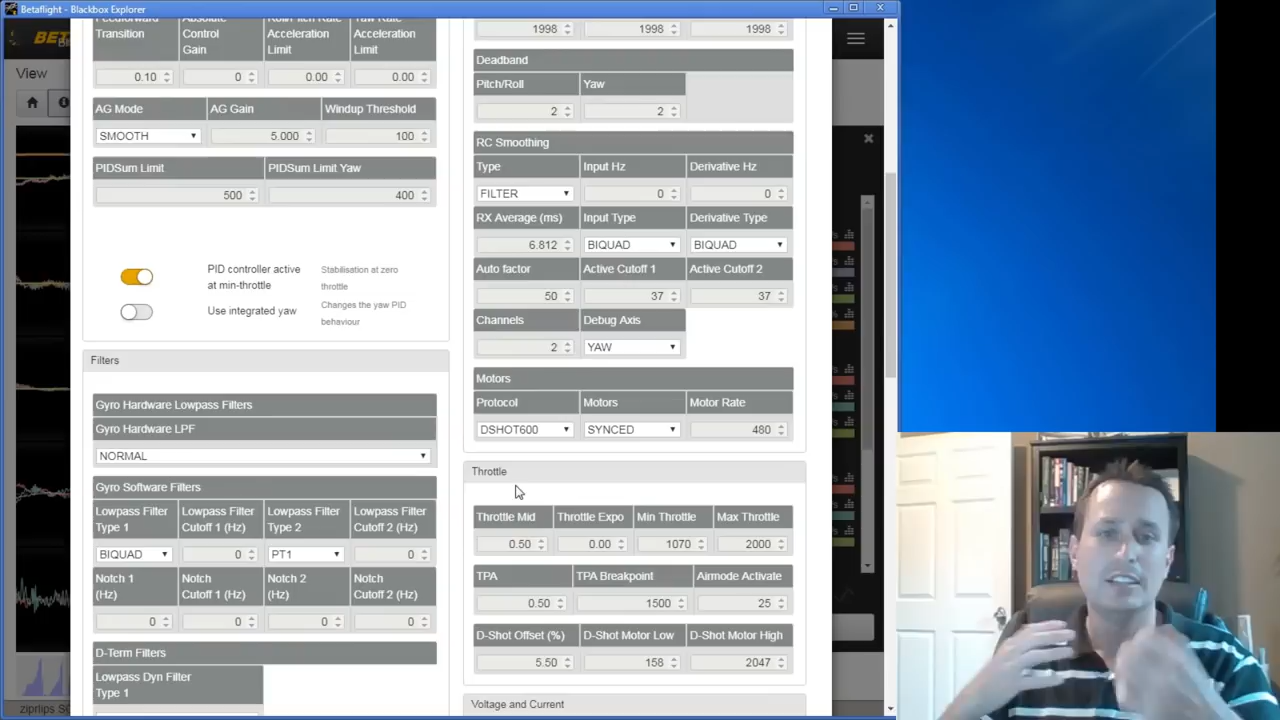 Betaflight - Blackbox Explorer
View
Transition
Absolute Control Gain
Acceleration Limit
Acceleration Limit
0.10
0
0.00
0.00
AG Mode
AG Gain
Windup Threshold
SMOOTH
5.000
100
PIDSum Limit
PIDSum Limit Yaw
500
400
PID controller active at min-throttle
Stabilisation at zero throttle
Use integrated yaw
Changes the yaw PID behaviour
Filters
Gyro Hardware Lowpass Filters
Gyro Hardware LPF
NORMAL
Gyro Software Filters
Lowpass Filter Type 1
Lowpass Filter Cutoff 1 (Hz)
Lowpass Filter Type 2
Lowpass Filter Cutoff 2 (Hz)
BIQUAD
0
PT1
0
Notch 1 (Hz)
Notch Cutoff 1 (Hz)
Notch 2 (Hz)
Notch Cutoff 2 (Hz)
0
0
0
0
D-Term Filters
Lowpass Dyn Filter Type 1
1998
1998
1998
Deadband
Pitch/Roll
Yaw
2
2
RC Smoothing
Type
Input Hz
Derivative Hz
FILTER
0
0
RX Average (ms)
Input Type
Derivative Type
6.812
BIQUAD
BIQUAD
Auto factor
Active Cutoff 1
Active Cutoff 2
50
37
37
Channels
Debug Axis
2
YAW
Motors
Protocol
Motors
Motor Rate
DSHOT600
SYNCED
480
Throttle
Throttle Mid
Throttle Expo
Min Throttle
Max Throttle
0.50
0.00
1070
2000
TPA
TPA Breakpoint
Airmode Activate
0.50
1500
25
D-Shot Offset (%)
D-Shot Motor Low
D-Shot Motor High
5.50
158
2047
Voltage and Current